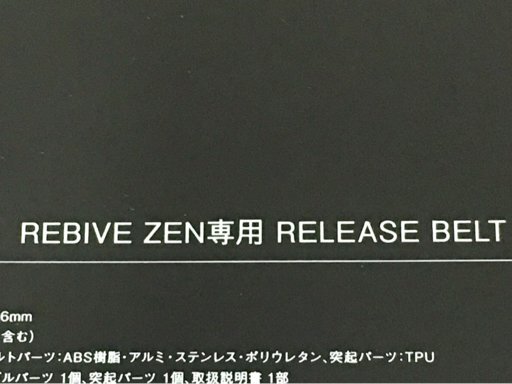 REBIVE ZEN専用 RELEASE BELT
6mm
含む)
ルトパーツ:ABS樹脂・アルミ・ステンレス・ポリウレタン、突起パーツ:TPU
ブルパーツ 1個、突起パーツ 1個、取扱説明書 1部